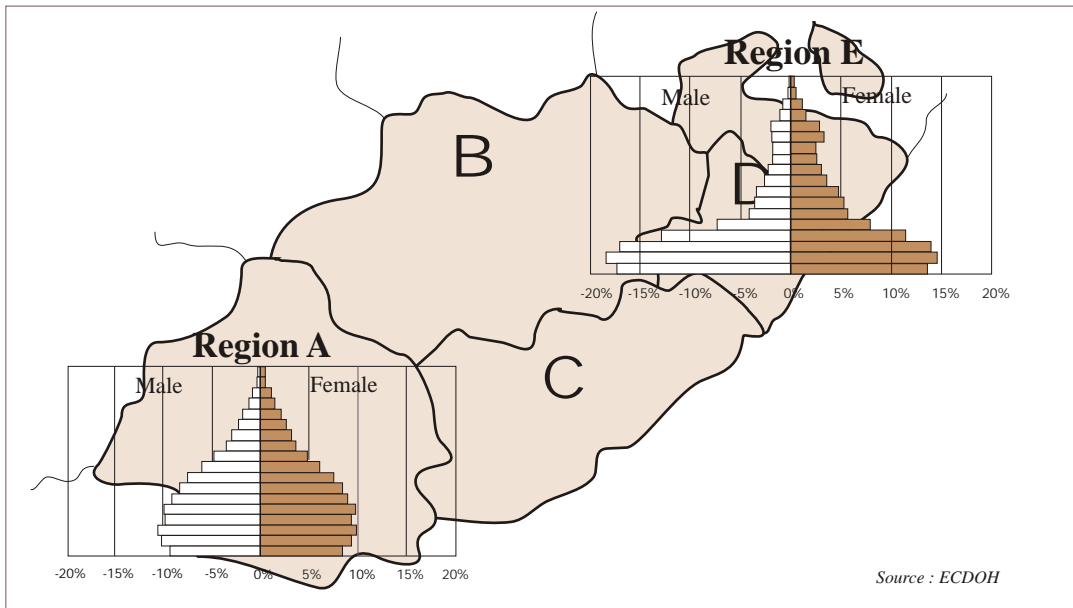 Region E
Male Female
B
D
-20% -15% -10% -5% 0% 5% 10% 15% 20%
Region A
Male Female
C
-20% -15% -10% -5% 0% 5% 10% 15% 20%
Source : ECDOH